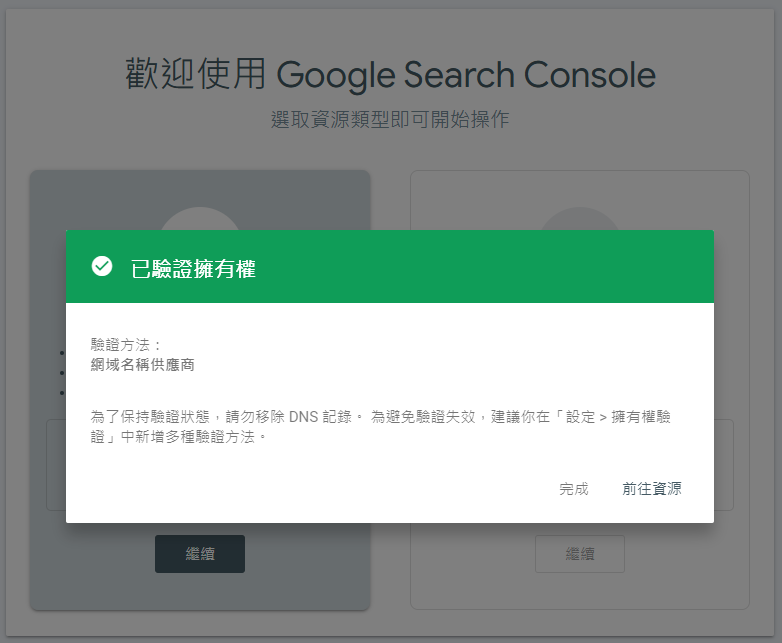 歡迎使用 Google Search Console
選取資源類型即可開始操作
已驗證擁有權
驗證方法：
網域名稱供應商
為了保持驗證狀態，請勿移除 DNS 記錄。 為避免驗證失效，建議你在「設定 > 擁有權驗
證」中新增多種驗證方法。
完成
前往資源
繼續
繼續